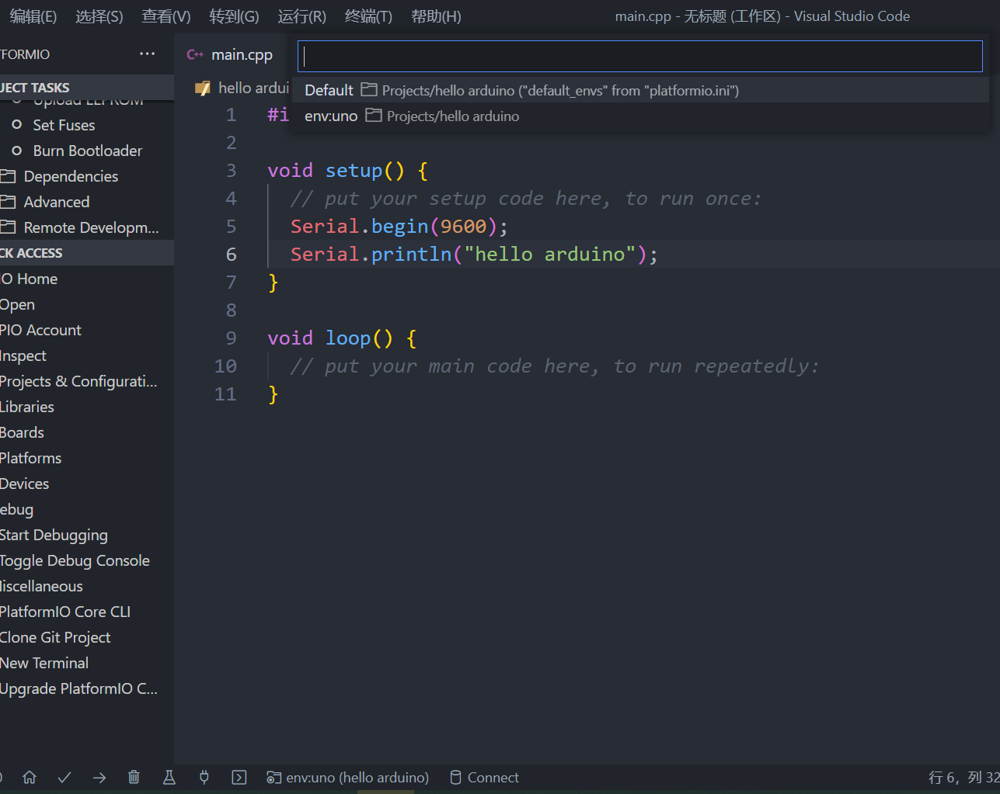 编辑(E) 选择(S) 查看(V) 转到(G) 运行(R) 终端(T) 帮助(H) main.cpp - 无标题 (工作区) - Visual Studio Code
FORMIO ···
JECT TASKS
Upload EEPROM
Set Fuses
Burn Bootloader
Dependencies
Advanced
Remote Developm...
CK ACCESS
IO Home
Open
PIO Account
Inspect
Projects & Configurati...
Libraries
Boards
Platforms
Devices
ebug
Start Debugging
Toggle Debug Console
iscellaneous
PlatformIO Core CLI
Clone Git Project
New Terminal
Upgrade PlatformIO C...
C++ main.cpp
Default Projects/hello arduino ("default_envs" from "platformio.ini")
env:uno Projects/hello arduino
hello ardui
1 #i
2
3 void setup() {
4 // put your setup code here, to run once:
5 Serial.begin(9600);
6 Serial.println("hello arduino");
7 }
8
9 void loop() {
10 // put your main code here, to run repeatedly:
11 }
env:uno (hello arduino) Connect 行 6，列 32